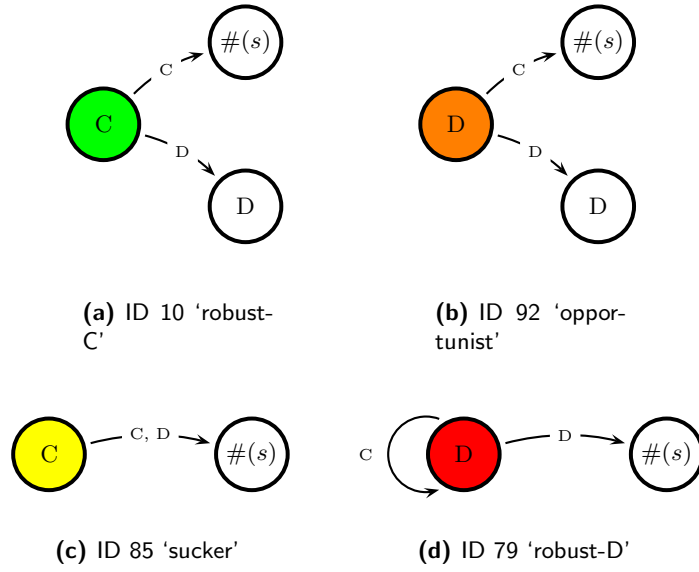 #(s) #(s)
C C
C D
D D
D D
(a) ID 10 ‘robust-
C’
(b) ID 92 ‘oppor-
tunist’
C C, D #(s)
C D D #(s)
(c) ID 85 ‘sucker’
(d) ID 79 ‘robust-D’